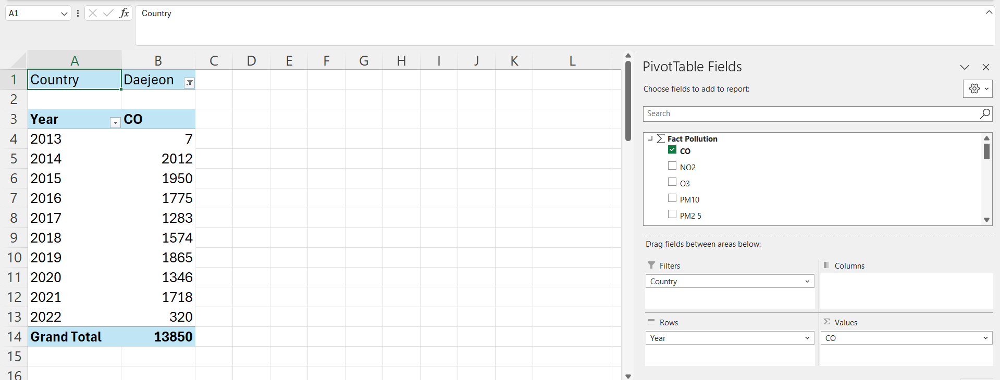 A1
fx
Country
A B C D E F G H I J K L
1 Country Daejeon
2
3 Year CO
4 2013 7
5 2014 2012
6 2015 1950
7 2016 1775
8 2017 1283
9 2018 1574
10 2019 1865
11 2020 1346
12 2021 1718
13 2022 320
14 Grand Total 13850
15
16
PivotTable Fields
Choose fields to add to report:
Search
Σ Fact Pollution
CO
NO2
O3
PM10
PM2 5
Drag fields between areas below:
Filters
Country
Columns
Rows
Year
Σ Values
CO